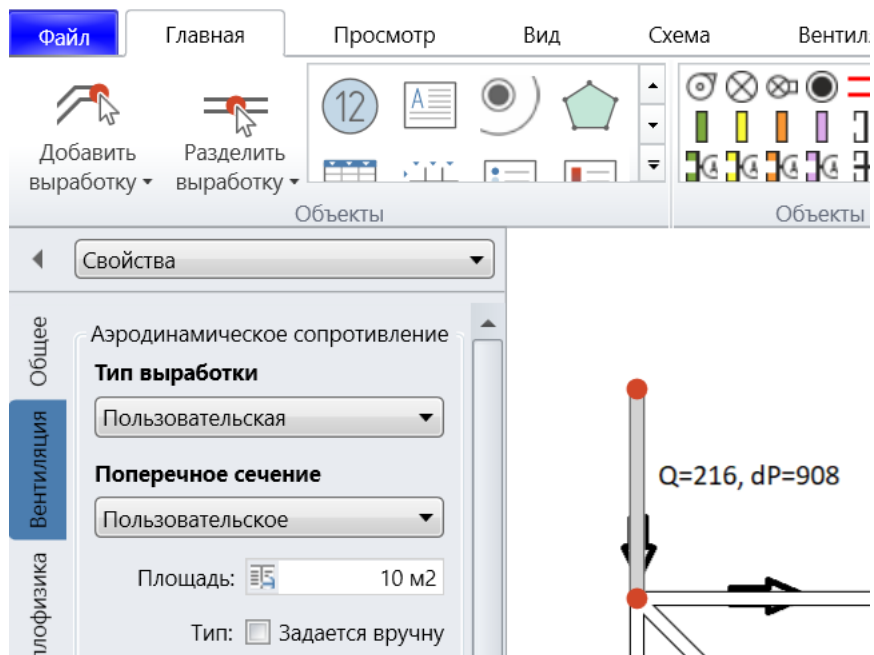 Файл Главная Просмотр Вид Схема
Добавить выработку
Разделить выработку
12
A
Объекты
Объекты
Свойства
Общее
Вентиляция
Аэродинамическое сопротивление
Тип выработки
Пользовательская
Поперечное сечение
Пользовательское
Площадь: 10 м2
Тип: Задается вручну
Q=216, dP=908